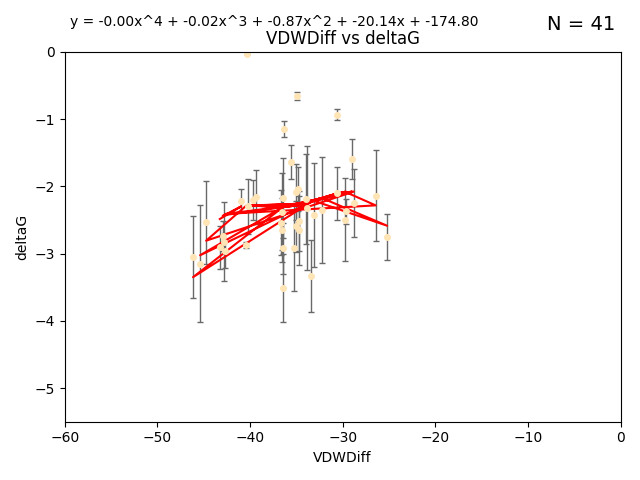 y = -0.00x^4 + -0.02x^3 + -0.87x^2 + -20.14x + -174.80
N = 41
VDWDiff vs deltaG
0
−1
−2
−3
−4
−5
deltaG
−60 −50 −40 −30 −20 −10 0
VDWDiff